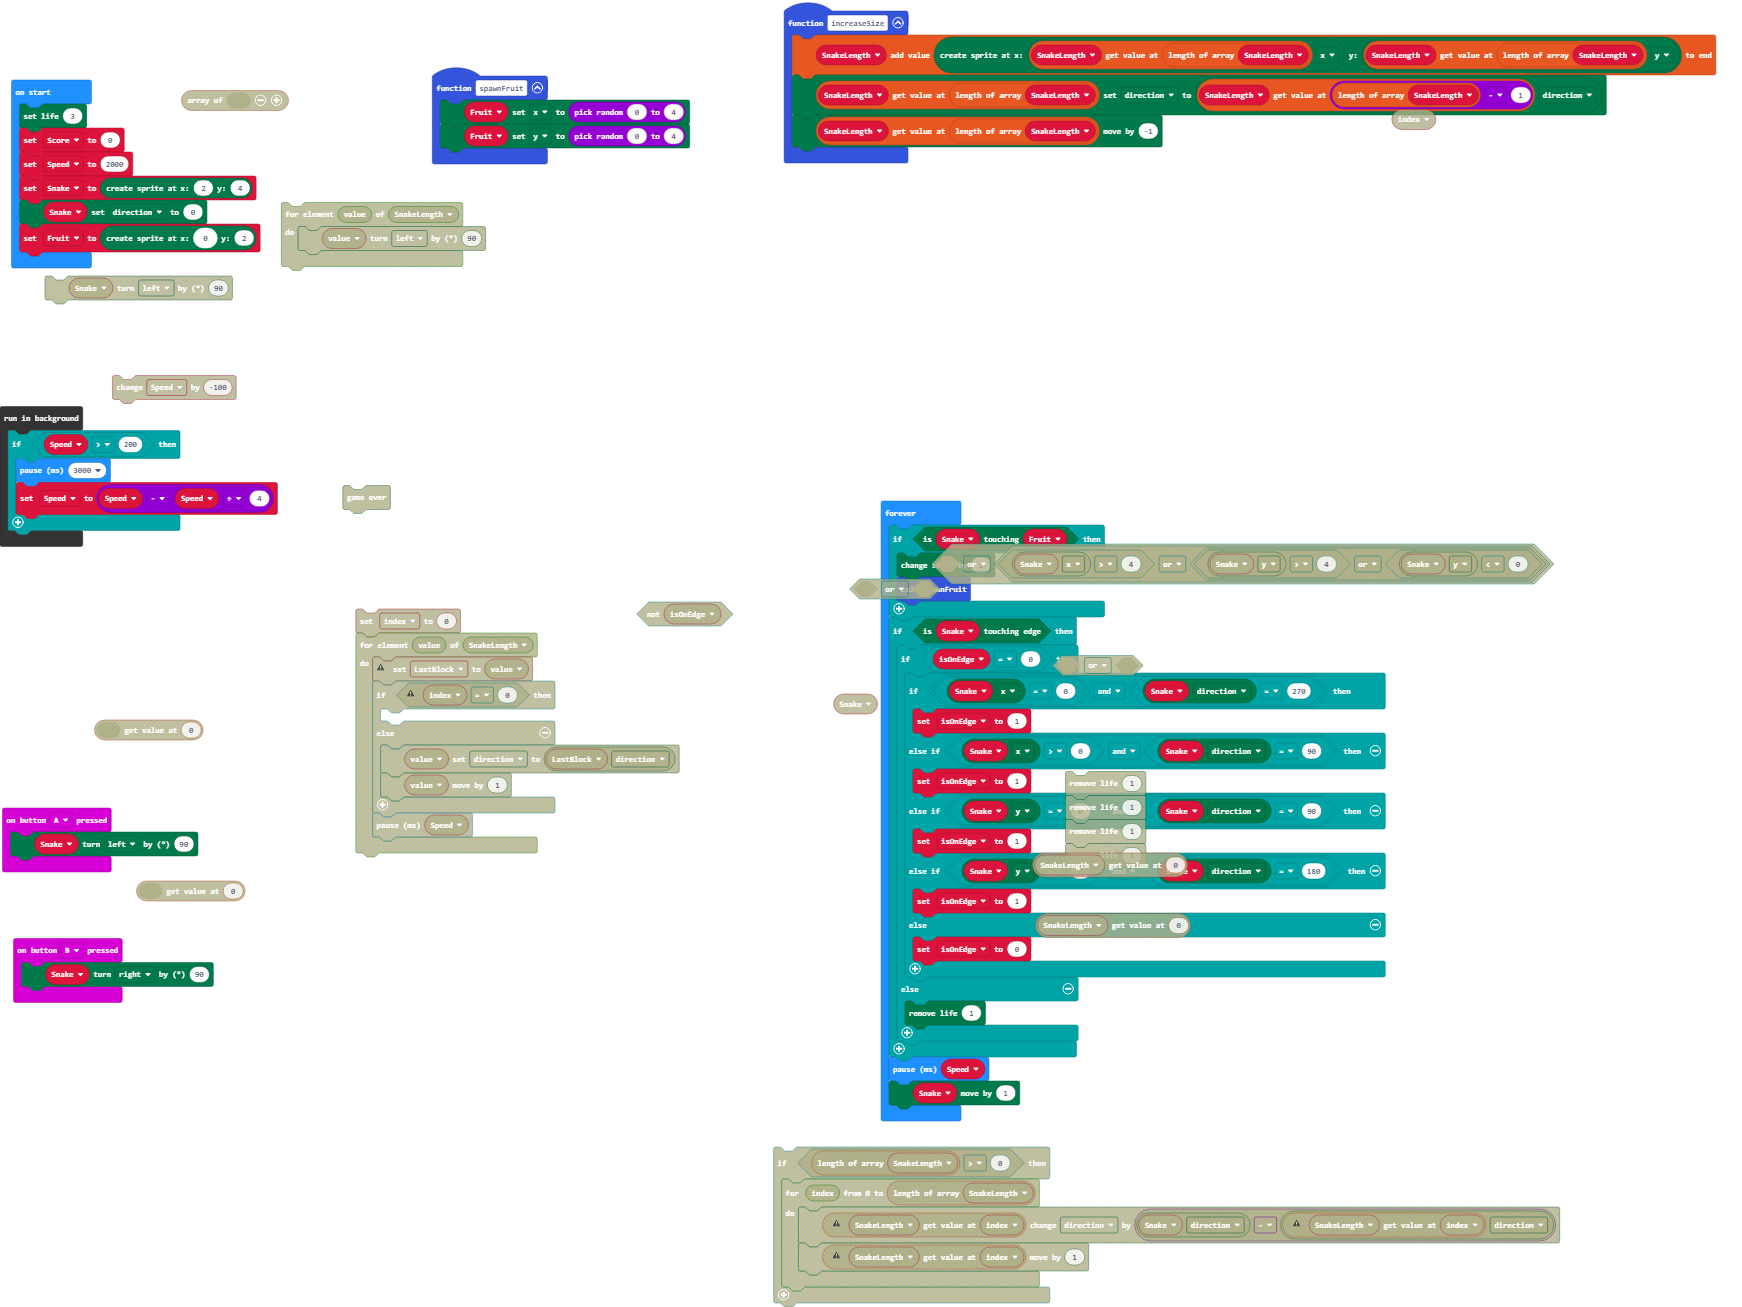 on start
set life 3
set Score to 0
set Speed to 2000
set Snake to create sprite at x: 2 y: 4
Snake set direction to 0
set Fruit to create sprite at x: 0 y: 2
array of
Snake turn left by (°) 90
function spawnFruit
Fruit set x to pick random 0 to 4
Fruit set y to pick random 0 to 4
for element value of SnakeLength
do
value turn left by (°) 90
function increaseSize
SnakeLength add value create sprite at x: SnakeLength get value at length of array SnakeLength x y: SnakeLength get value at length of array SnakeLength y to end
SnakeLength get value at length of array SnakeLength set direction to SnakeLength get value at length of array SnakeLength - 1 direction
index
SnakeLength get value at length of array SnakeLength move by -1
change Speed by -100
run in background
if Speed > 200 then
pause (ms) 3000
set Speed to Speed - Speed ÷ 4
game over
set index to 0
for element value of SnakeLength
do
set LastBlock to value
if index = 0 then
else
value set direction to LastBlock direction
value move by 1
pause (ms) Speed
not isOnEdge
get value at 0
on button A pressed
Snake turn left by (°) 90
get value at 0
on button B pressed
Snake turn right by (°) 90
forever
if is Snake touching Fruit then
change
or Snake x > 4 or Snake y > 4 or Snake y < 0
or
if is Snake touching edge then
if isOnEdge = 0
or
Snake
if Snake x = 0 and Snake direction = 270 then
set isOnEdge to 1
else if Snake x > 0 and Snake direction = 90 then
set isOnEdge to 1
remove life 1
remove life 1
else if Snake y = Snake direction = 90 then
set isOnEdge to 1
remove life 1
SnakeLength get value at 0
else if Snake y direction = 180 then
set isOnEdge to 1
else
SnakeLength get value at 0
set isOnEdge to 0
else
remove life 1
pause (ms) Speed
Snake move by 1
if length of array SnakeLength > 0 then
for index from 0 to length of array SnakeLength
do
SnakeLength get value at index change direction by Snake direction - SnakeLength get value at index direction
SnakeLength get value at index move by 1